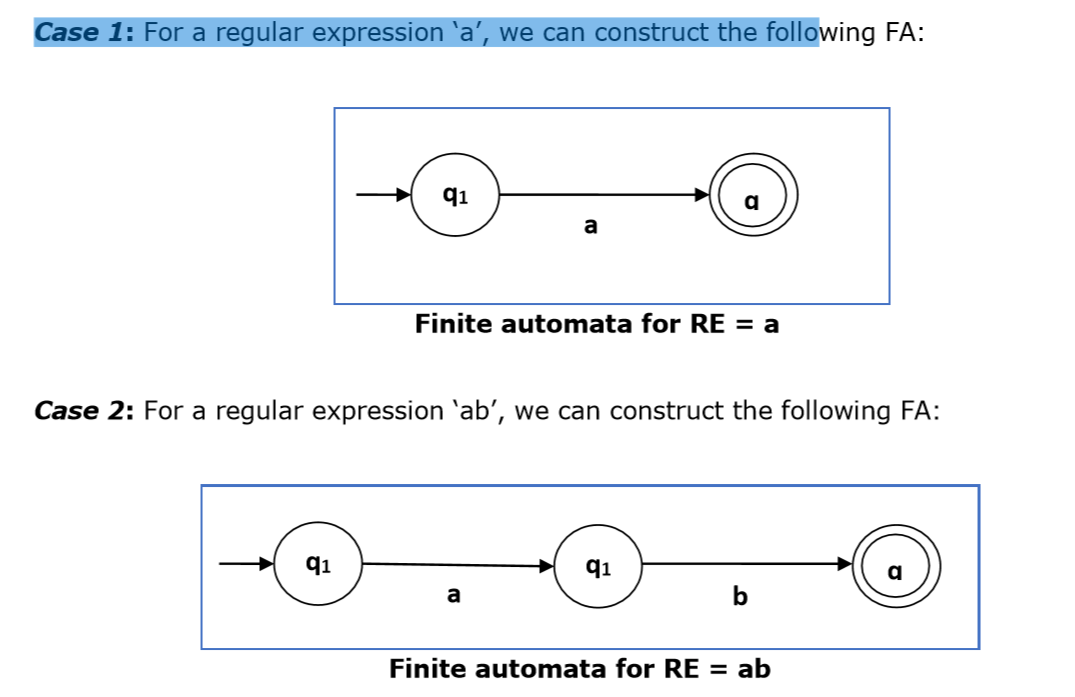 Case 1: For a regular expression ‘a’, we can construct the following FA:
q1
a
q
Finite automata for RE = a
Case 2: For a regular expression ‘ab’, we can construct the following FA:
q1
a
q1
b
q
Finite automata for RE = ab